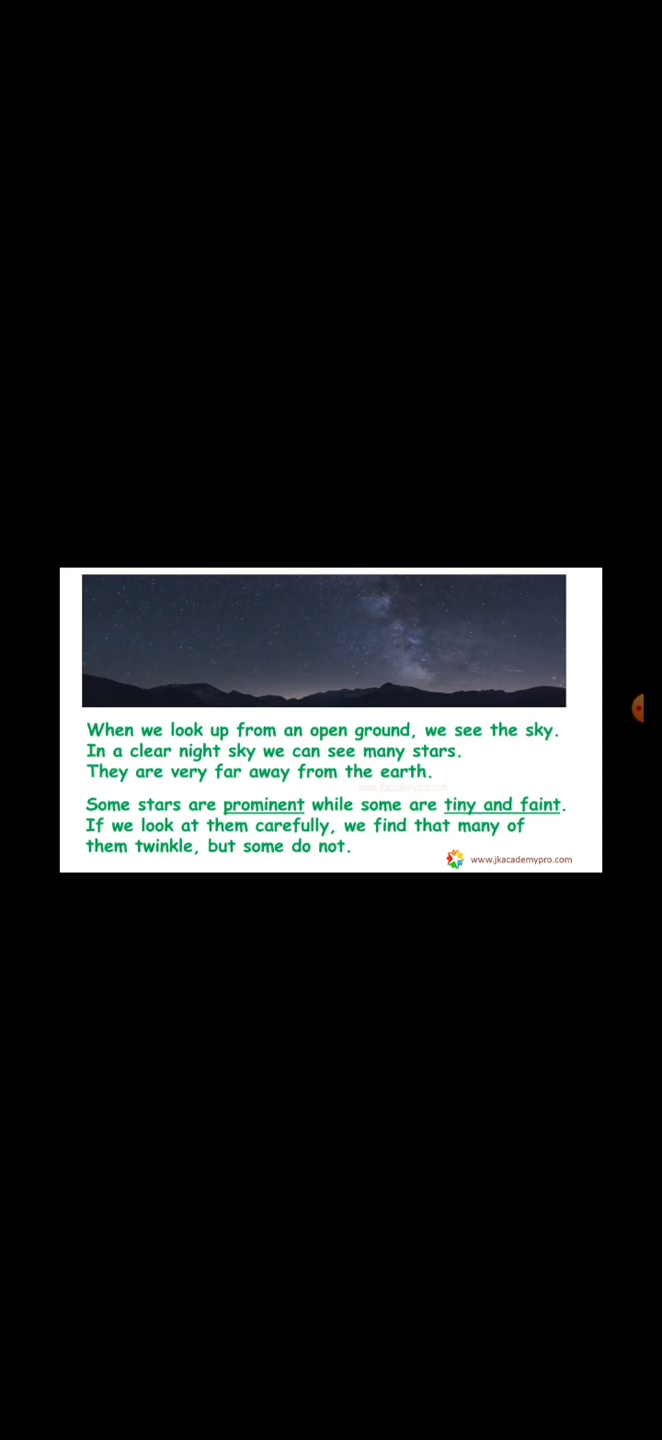 When we look up from an open ground, we see the sky.
In a clear night sky we can see many stars.
They are very far away from the earth.
www.jkacademypro.com
Some stars are prominent while some are tiny and faint.
If we look at them carefully, we find that many of
them twinkle, but some do not.
www.jkacademypro.com